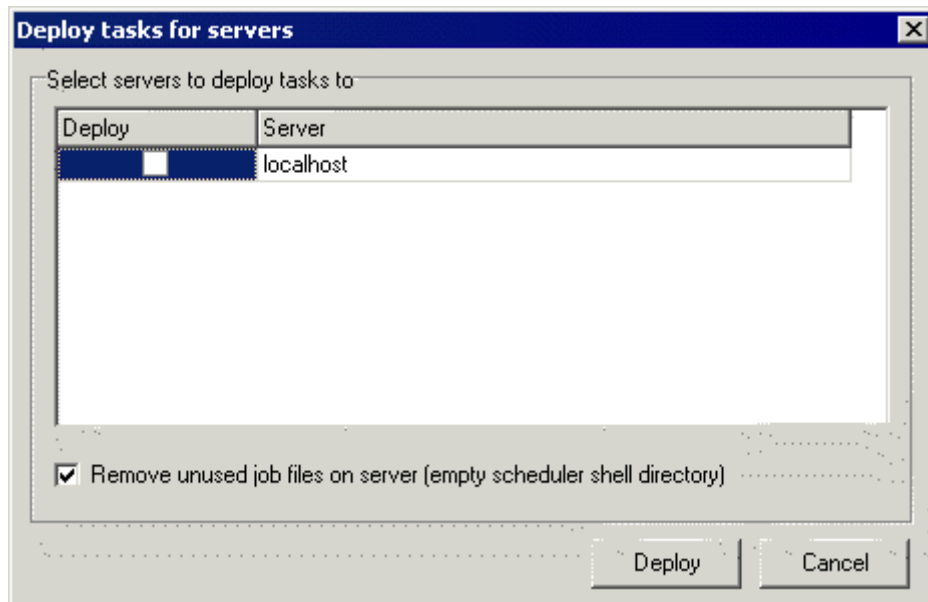 Deploy tasks for servers
Select servers to deploy tasks to
Deploy Server
localhost
Remove unused job files on server (empty scheduler shell directory)
Deploy Cancel